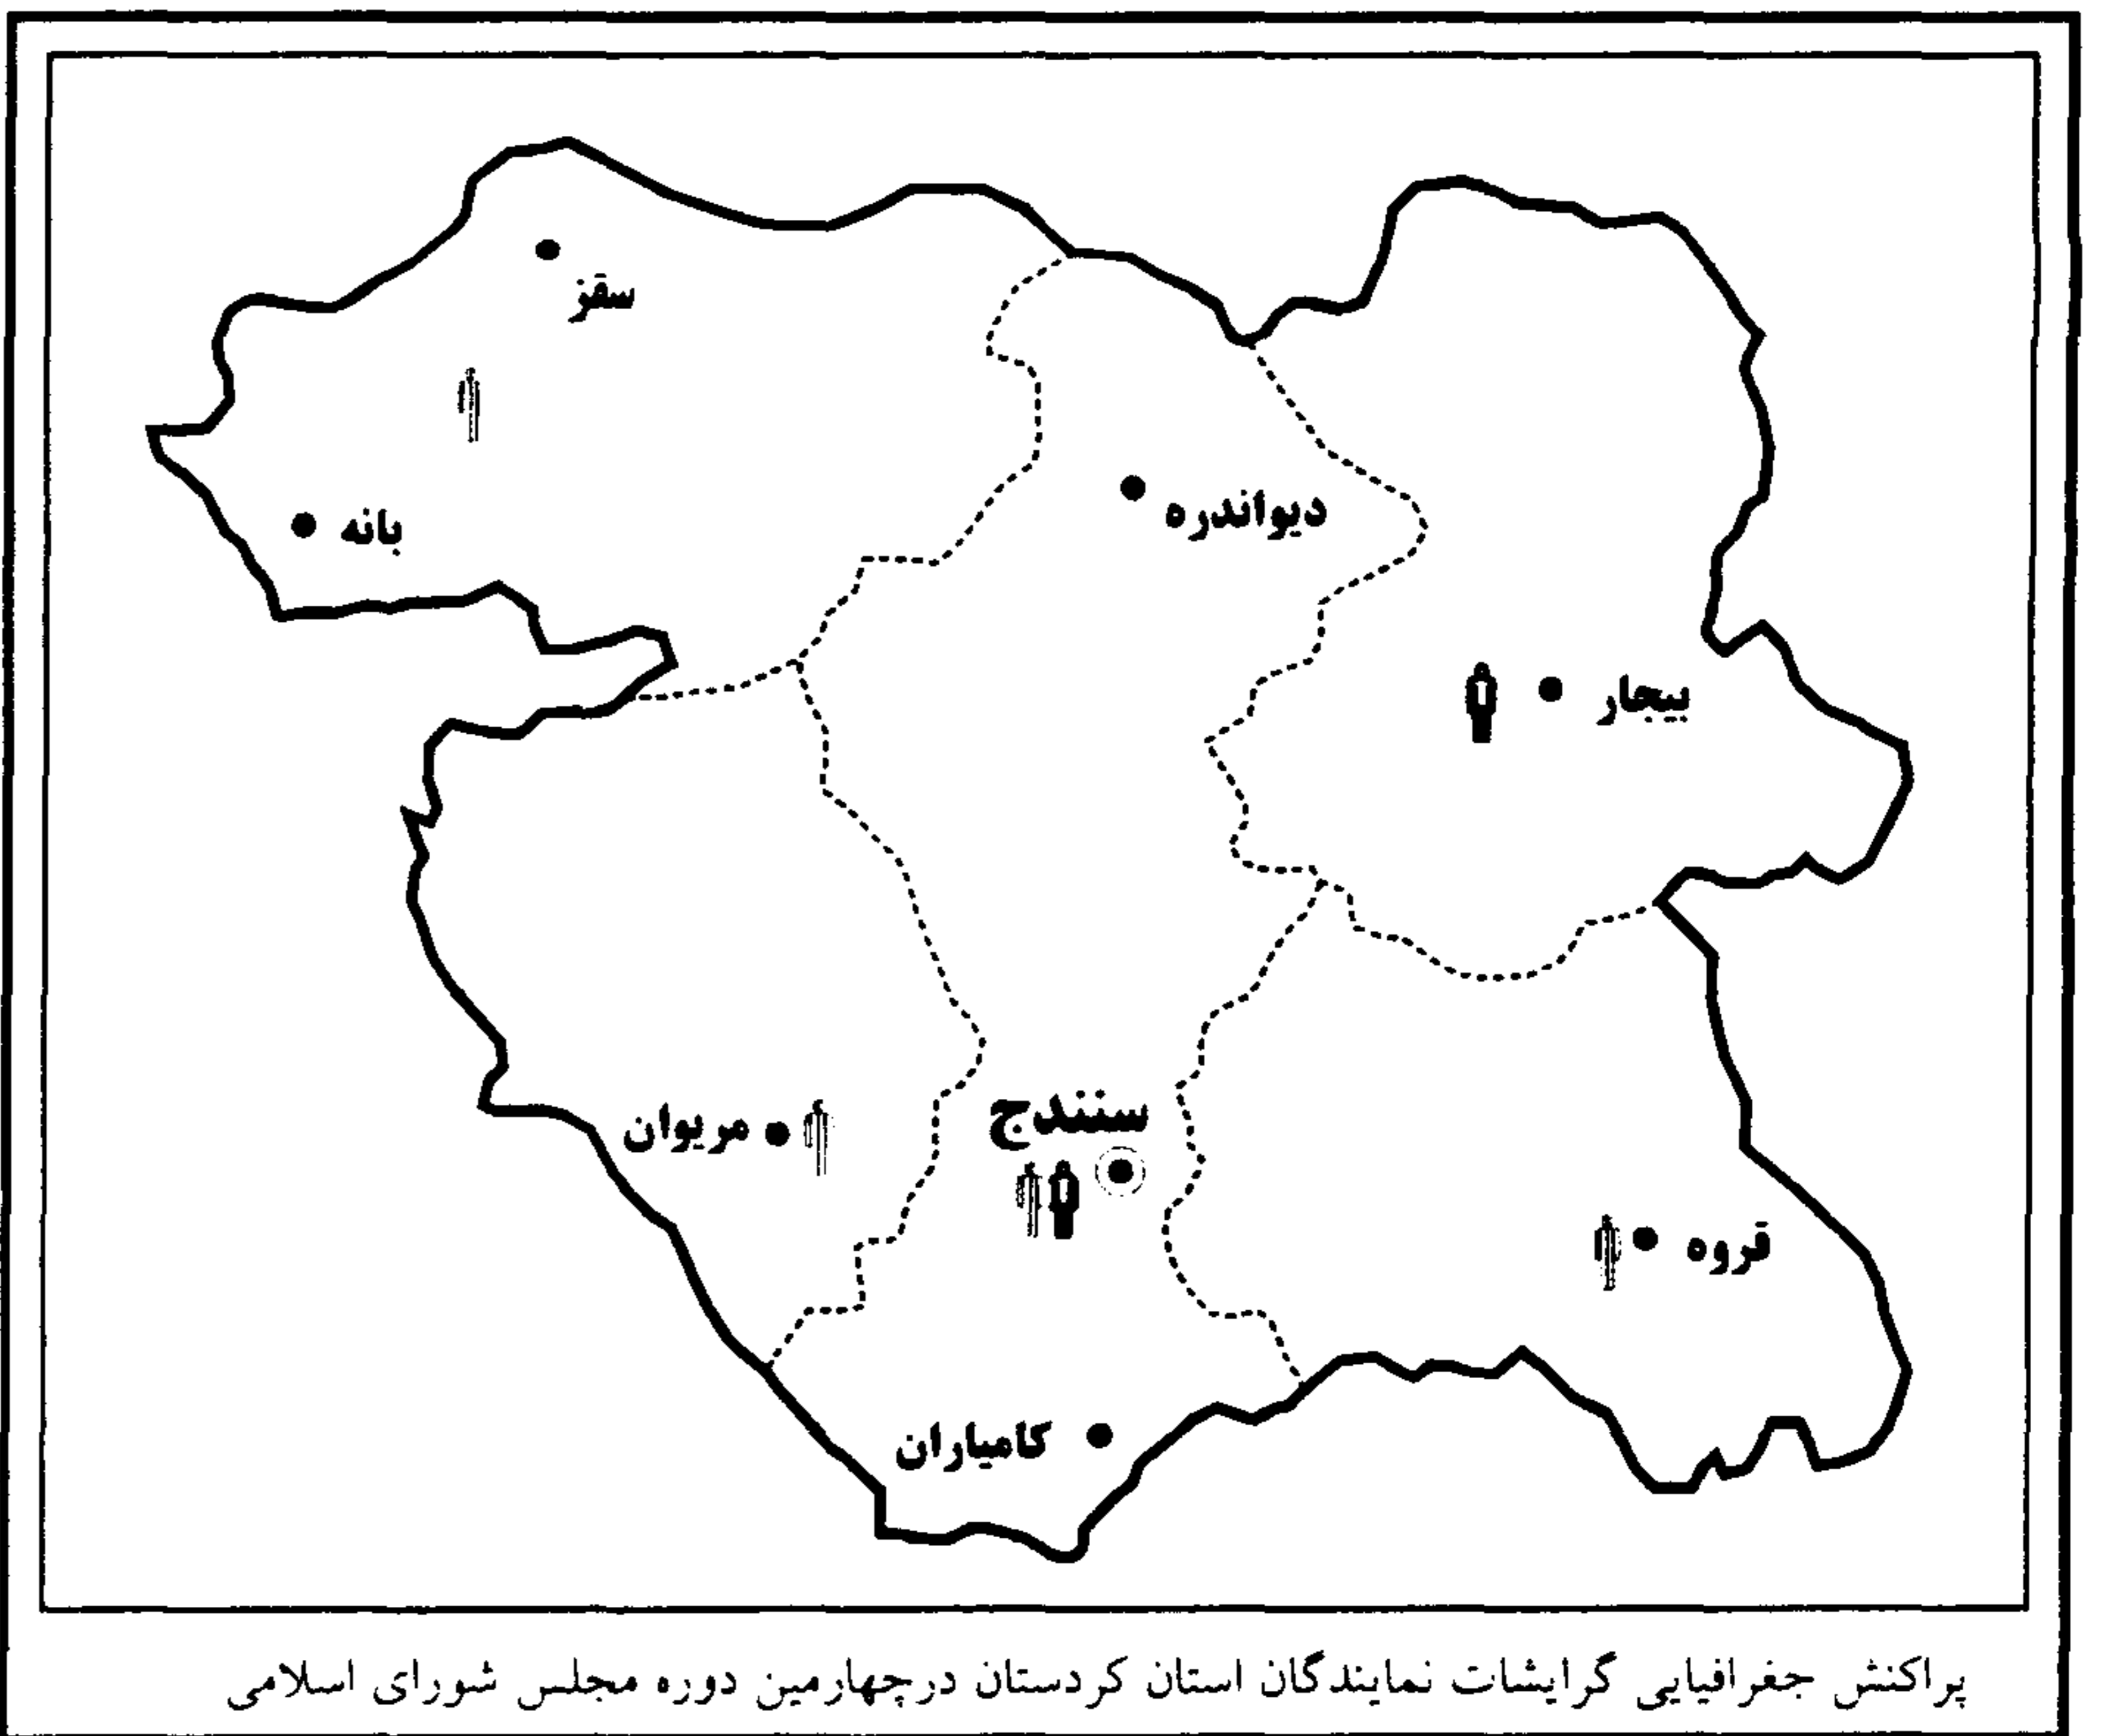 سقز
دیواندره
بانه
بیجار
سنندج
مریوان
قروه
کامیاران
پراکنش جغرافیایی گرایشات نمایندگان استان کردستان درچهارمین دوره مجلس شورای اسلامی